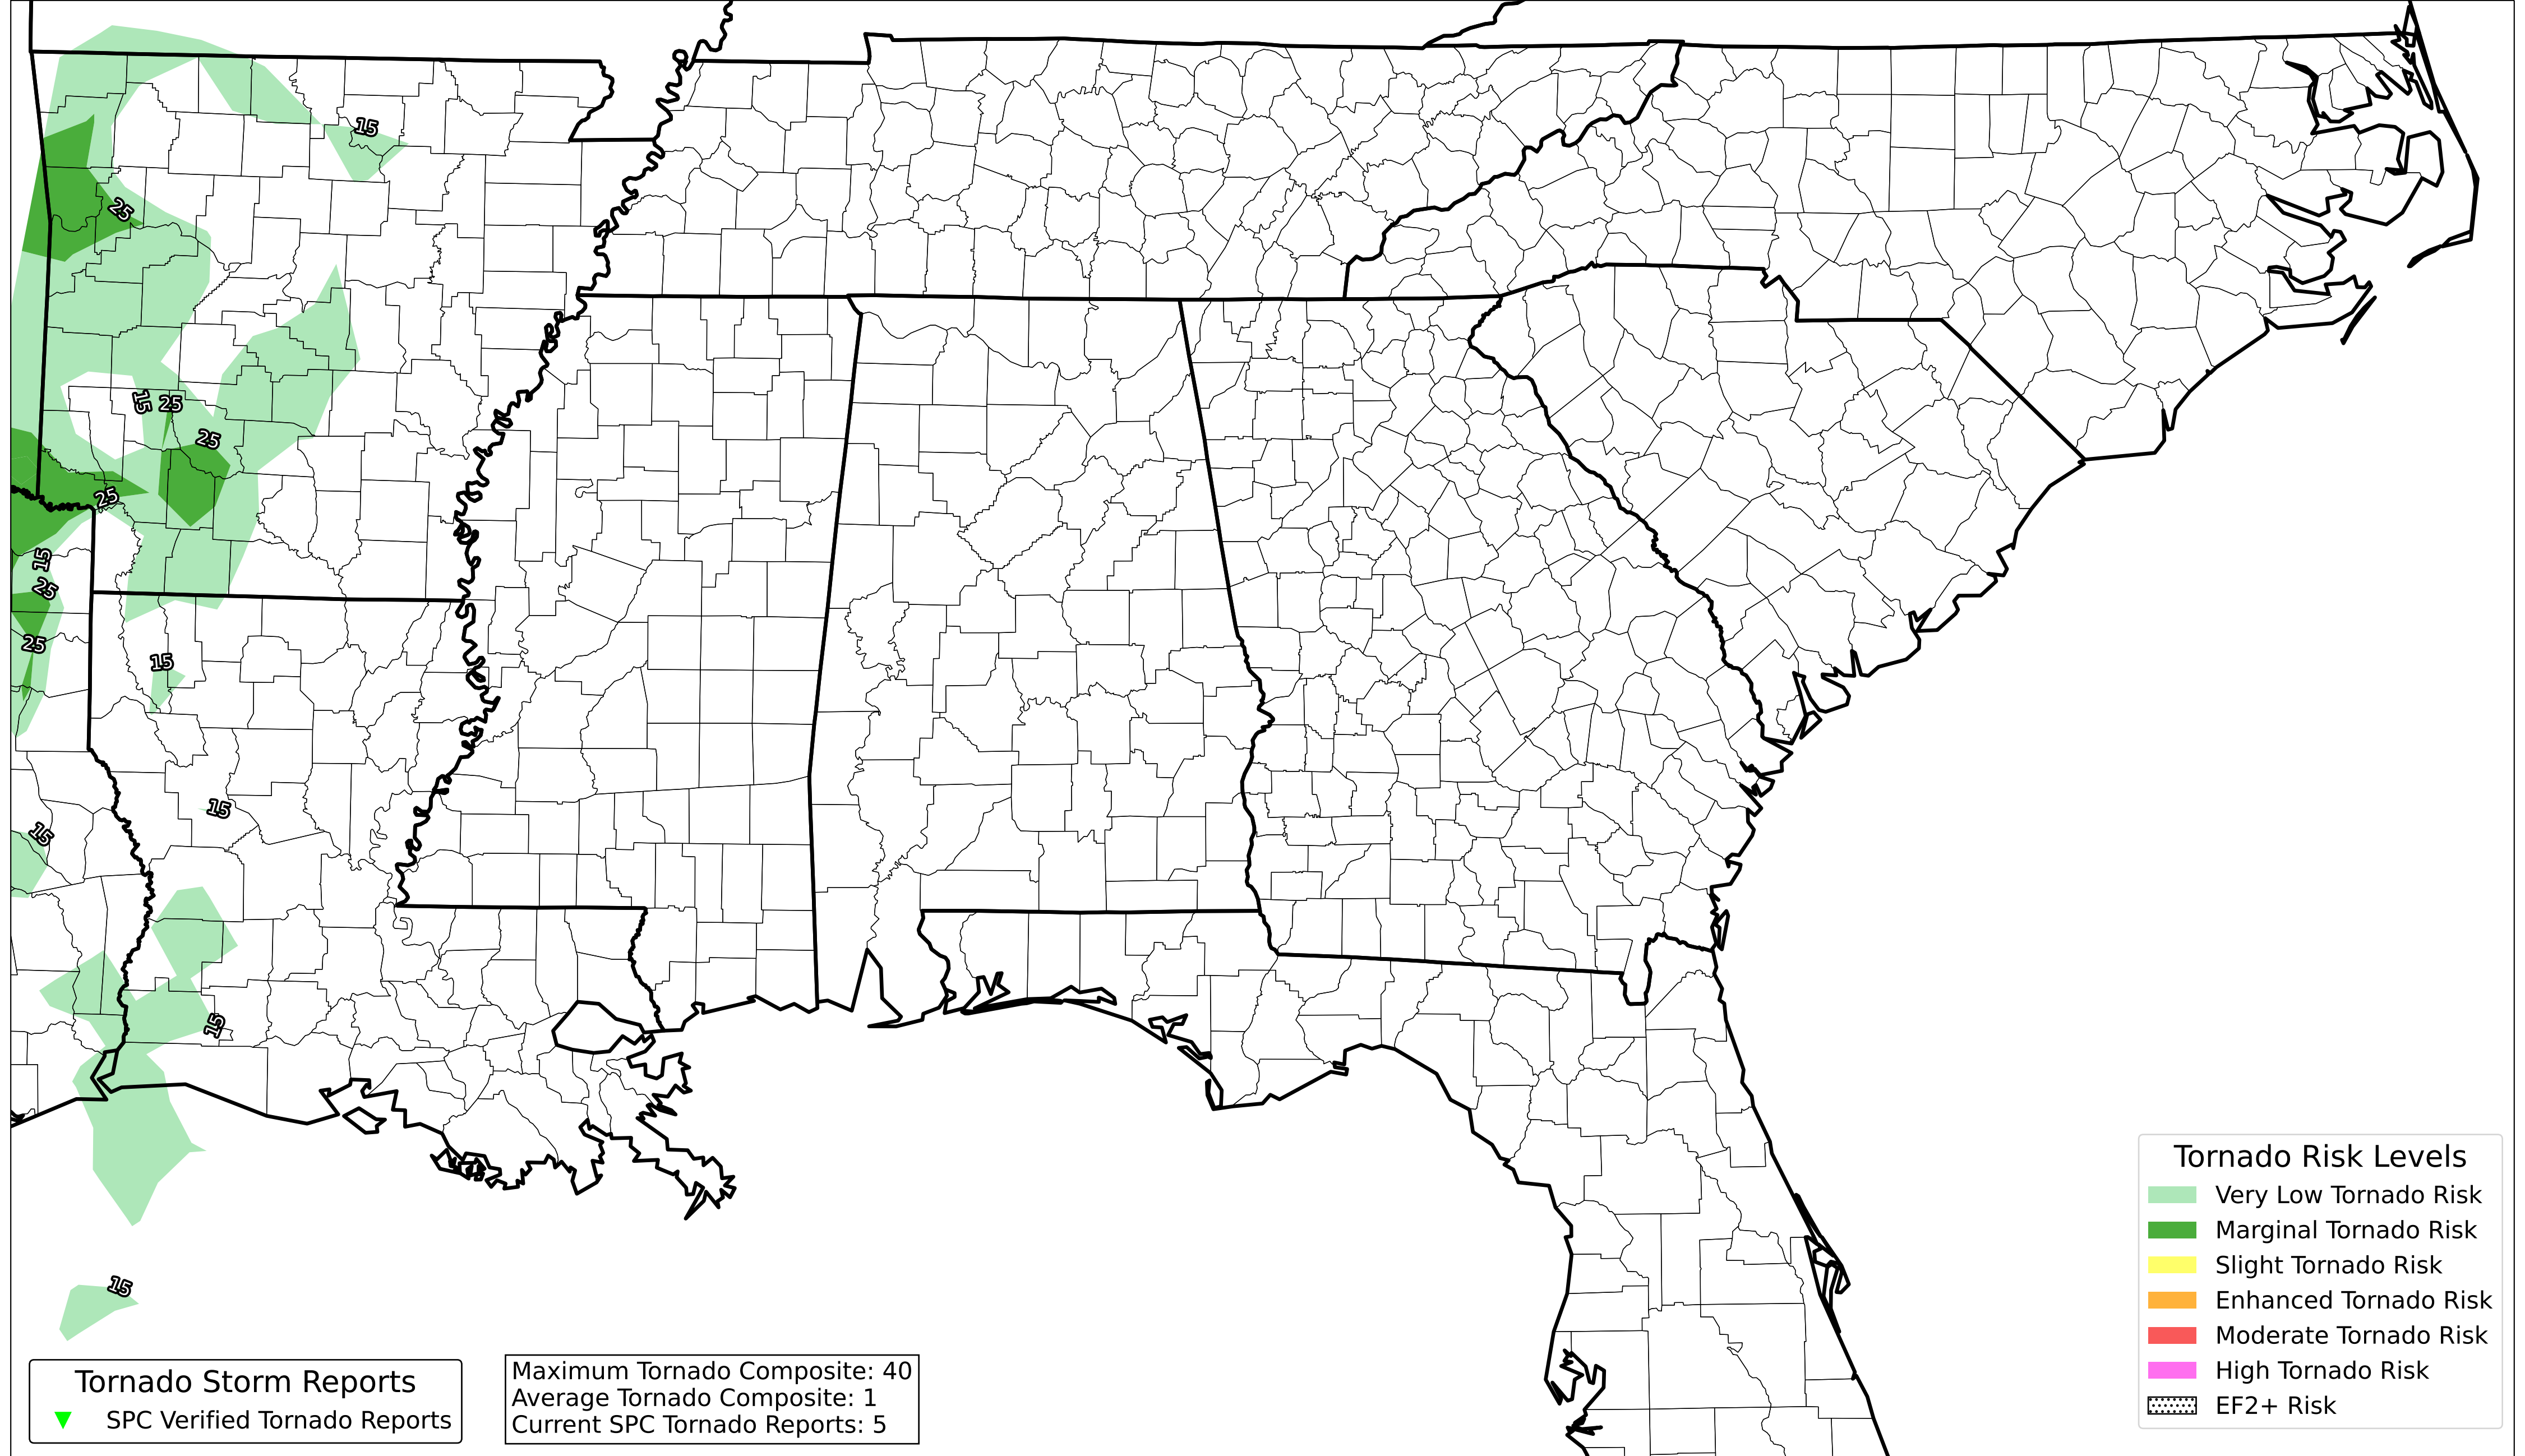 15
25
15
25
25
25
15
25
25
15
15
15
15
15
Tornado Storm Reports
SPC Verified Tornado Reports
Maximum Tornado Composite: 40
Average Tornado Composite: 1
Current SPC Tornado Reports: 5
Tornado Risk Levels
Very Low Tornado Risk
Marginal Tornado Risk
Slight Tornado Risk
Enhanced Tornado Risk
Moderate Tornado Risk
High Tornado Risk
EF2+ Risk